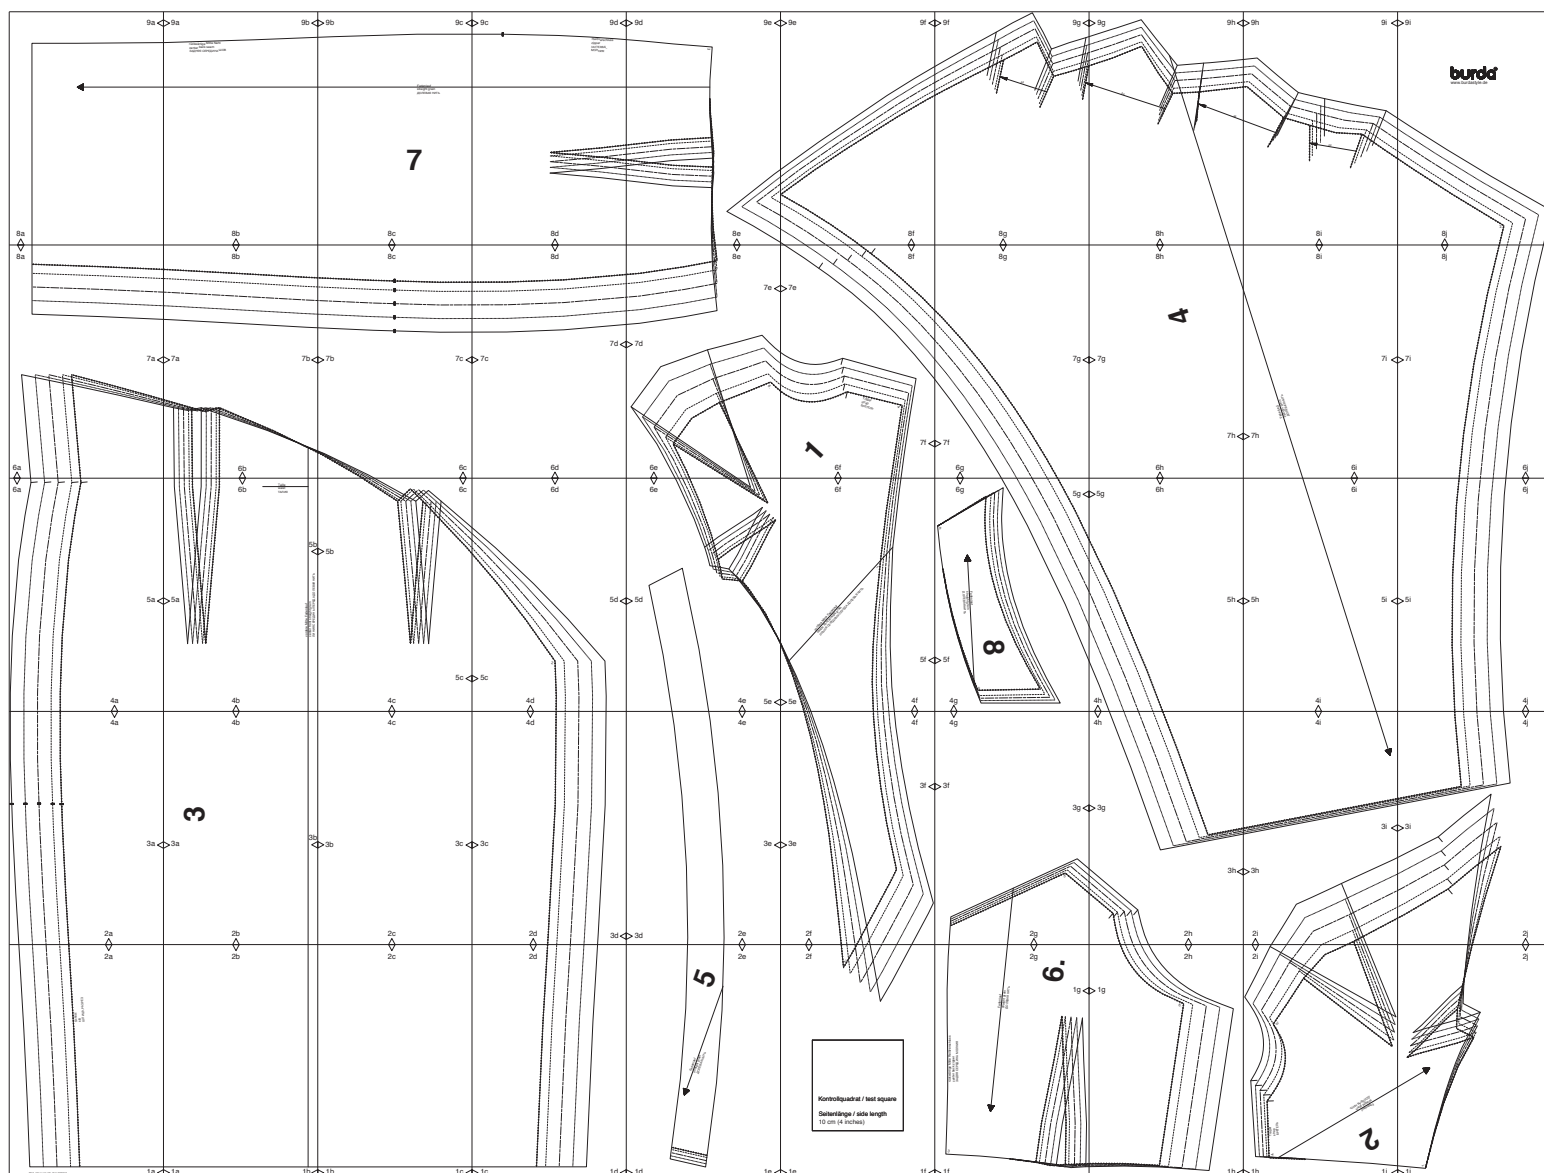 9a 9a 9b 9b 9c 9c 9d 9d 9e 9e 9f 9f 9g 9g 9h 9h 9i 9i
burda
www.burdastyle.de
7
8a 8b 8c 8d 8e 8f 8g 8h 8i 8j
8a 8b 8c 8d 8e 8f 8g 8h 8i 8j
7e 7e
4
7d 7d
7a 7a 7b 7b 7c 7c 7g 7g 7i 7i
1
7f 7f 7h 7h
6a 6b 6c 6d 6e 6f 6g 6h 6i 6j
6a 6b 6c 6d 6e 6f 6g 6h 6i 6j
5g 5g
5b 5b
5a 5a 5d 5d 5h 5h 5i 5i
8
5f 5f
5c 5c
5e 5e
4a 4b 4c 4d 4e 4f 4g 4h 4i 4j
4a 4b 4c 4d 4e 4f 4g 4h 4i 4j
3f 3f
3
3g 3g
3i 3i
3a 3a 3b 3b 3c 3c 3e 3e
3h 3h
3d 3d
2a 2b 2c 2d 2e 2f 2g 2h 2i 2j
2a 2b 2c 2d 2e 2f 2g 2h 2i 2j
5
6.
1g 1g
Kontrollquadrat / test square
Seitenlänge / side length
10 cm (4 inches)
2
1a 1a 1b 1b 1c 1c 1d 1d 1e 1e 1f 1f 1h 1h 1i 1i